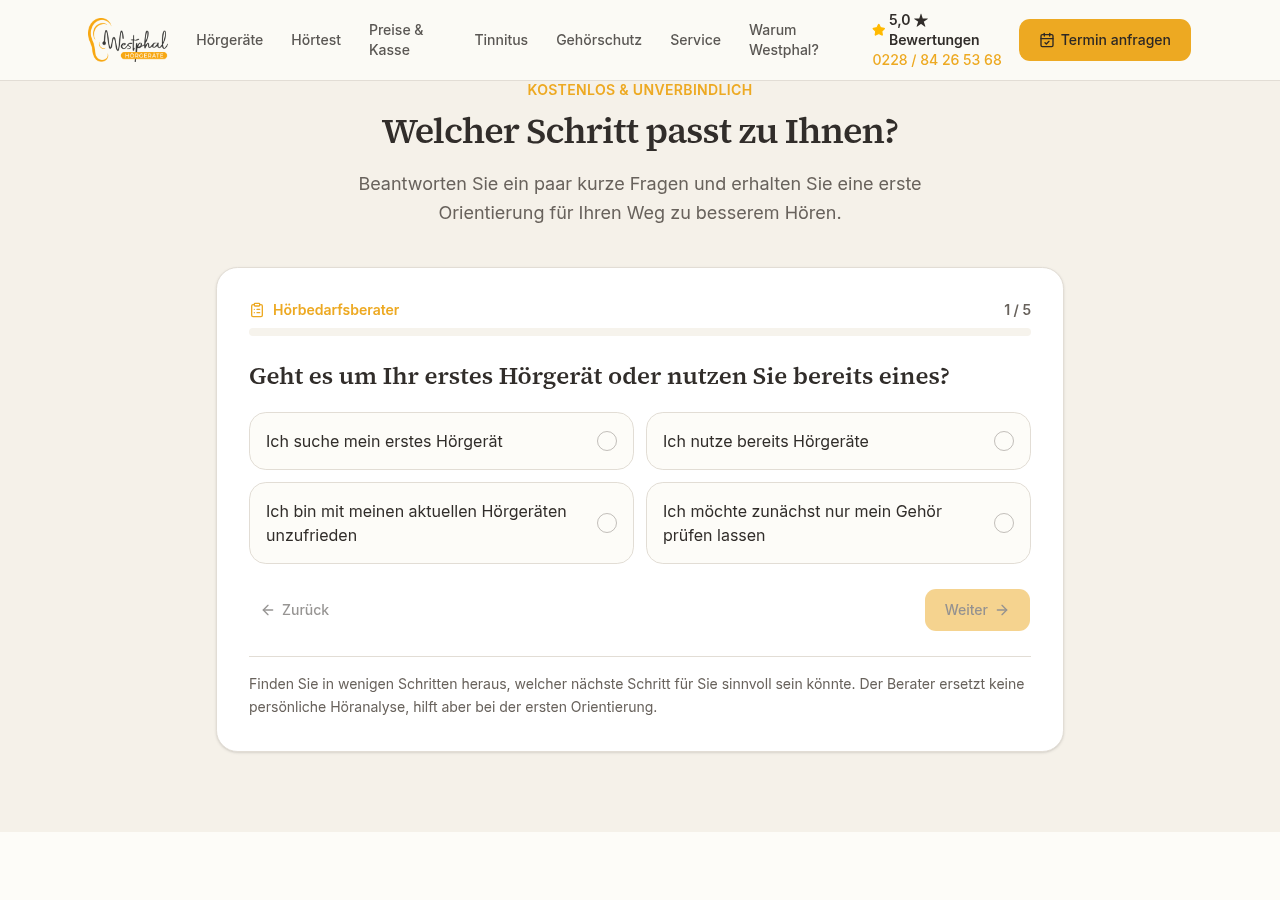 Westphal
HÖRGERÄTE
Hörgeräte
Hörtest
Preise &
Kasse
Tinnitus
Gehörschutz
Service
Warum
Westphal?
5,0 ★
Bewertungen
0228 / 84 26 53 68
Termin anfragen
KOSTENLOS & UNVERBINDLICH
Welcher Schritt passt zu Ihnen?
Beantworten Sie ein paar kurze Fragen und erhalten Sie eine erste
Orientierung für Ihren Weg zu besserem Hören.
Hörbedarfsberater
1 / 5
Geht es um Ihr erstes Hörgerät oder nutzen Sie bereits eines?
Ich suche mein erstes Hörgerät
Ich nutze bereits Hörgeräte
Ich bin mit meinen aktuellen Hörgeräten
unzufrieden
Ich möchte zunächst nur mein Gehör
prüfen lassen
Zurück
Weiter
Finden Sie in wenigen Schritten heraus, welcher nächste Schritt für Sie sinnvoll sein könnte. Der Berater ersetzt keine
persönliche Höranalyse, hilft aber bei der ersten Orientierung.